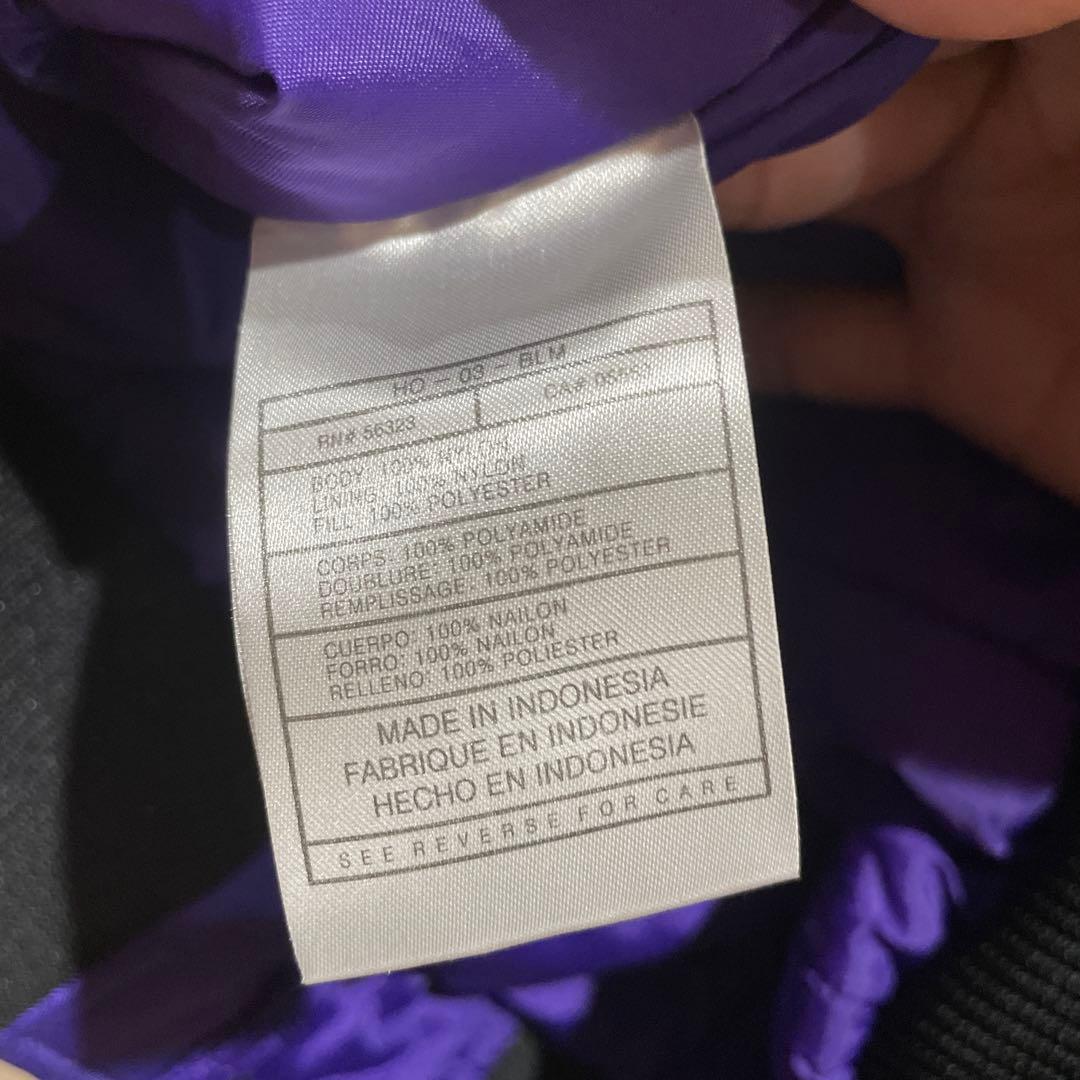 HO - 03 - BLM
RN# 56323
CA#
BODY: 100% NYLON
LINING: 100% NYLON
FILL: 100% POLYESTER
CORPS: 100% POLYAMIDE
DOUBLURE: 100% POLYAMIDE
REMPLISSAGE: 100% POLYESTER
CUERPO: 100% NAILON
FORRO: 100% NAILON
RELLENO: 100% POLIESTER
MADE IN INDONESIA
FABRIQUE EN INDONESIE
HECHO EN INDONESIA
SEE REVERSE FOR CARE